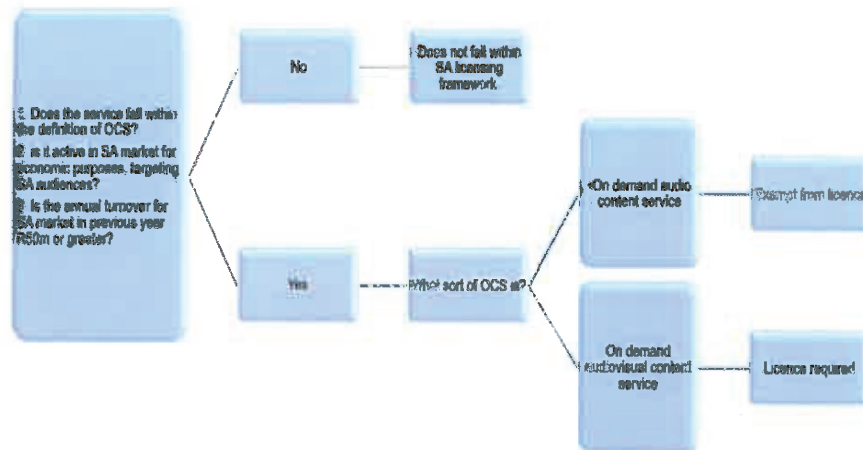 1. Does the service fall within
the definition of OCS?
2. Is it active in SA market for
economic purposes, targeting
SA audiences?
3. Is the annual turnover for
SA market in previous year
R50m or greater?
No
Does not fall within
SA licensing
framework
Yes
What sort of OCS is?
On demand audio
content service
Exempt from licence
On demand
audiovisual content
service
Licence required